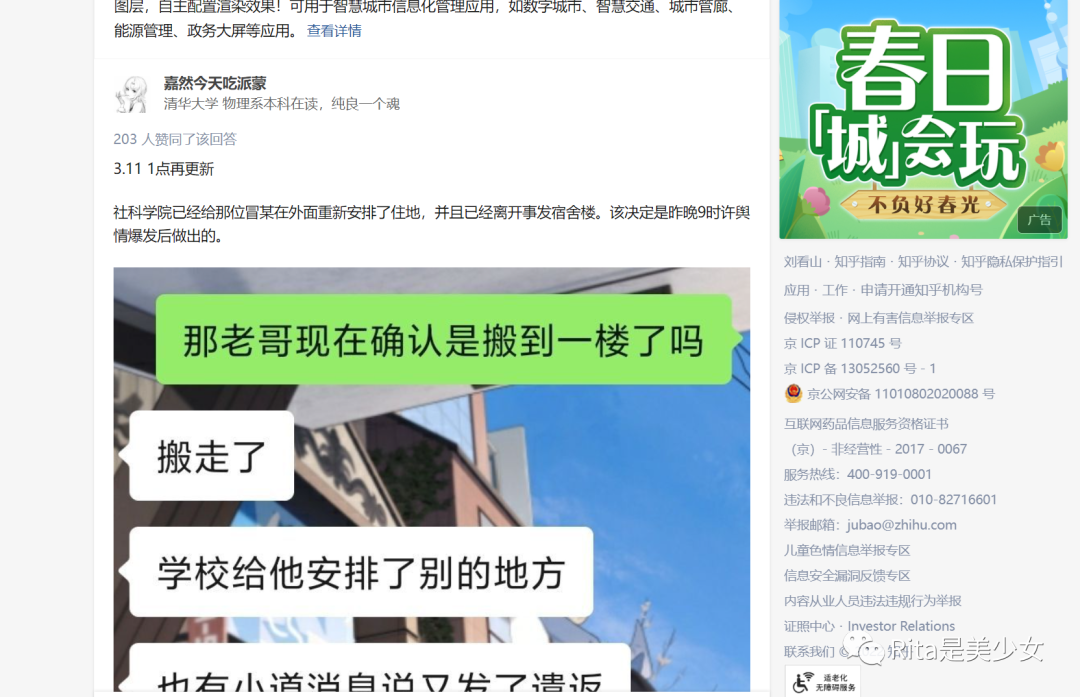 图层，自主配置渲染效果！可用于智慧城市信息化管理应用，如数字城市、智慧交通、城市管廊、
能源管理、政务大屏等应用。 查看详情
嘉然今天吃派蒙
清华大学 物理系本科在读，纯良一个魂
203 人赞同了该回答
3.11 1点再更新
社科学院已经给那位冒某在外面重新安排了住地，并且已经离开事发宿舍楼。该决定是昨晚9时许舆
情爆发后做出的。
那老哥现在确认是搬到一楼了吗
搬走了
学校给他安排了别的地方
也有小道消息说又发了遣返
春日
「城」会玩
不负好春光
广告
刘看山 · 知乎指南 · 知乎协议 · 知乎隐私保护指引
应用 · 工作 · 申请开通知乎机构号
侵权举报 · 网上有害信息举报专区
京 ICP 证 110745 号
京 ICP 备 13052560 号 - 1
京公网安备 11010802020088 号
互联网药品信息服务资格证书
（京）- 非经营性 - 2017 - 0067
服务热线：400-919-0001
违法和不良信息举报：010-82716601
举报邮箱：jubao@zhihu.com
儿童色情信息举报专区
信息安全漏洞反馈专区
内容从业人员违法违规行为举报
证照中心 · Investor Relations
联系我们 ©
Rita是美少女
适老化
无障碍服务